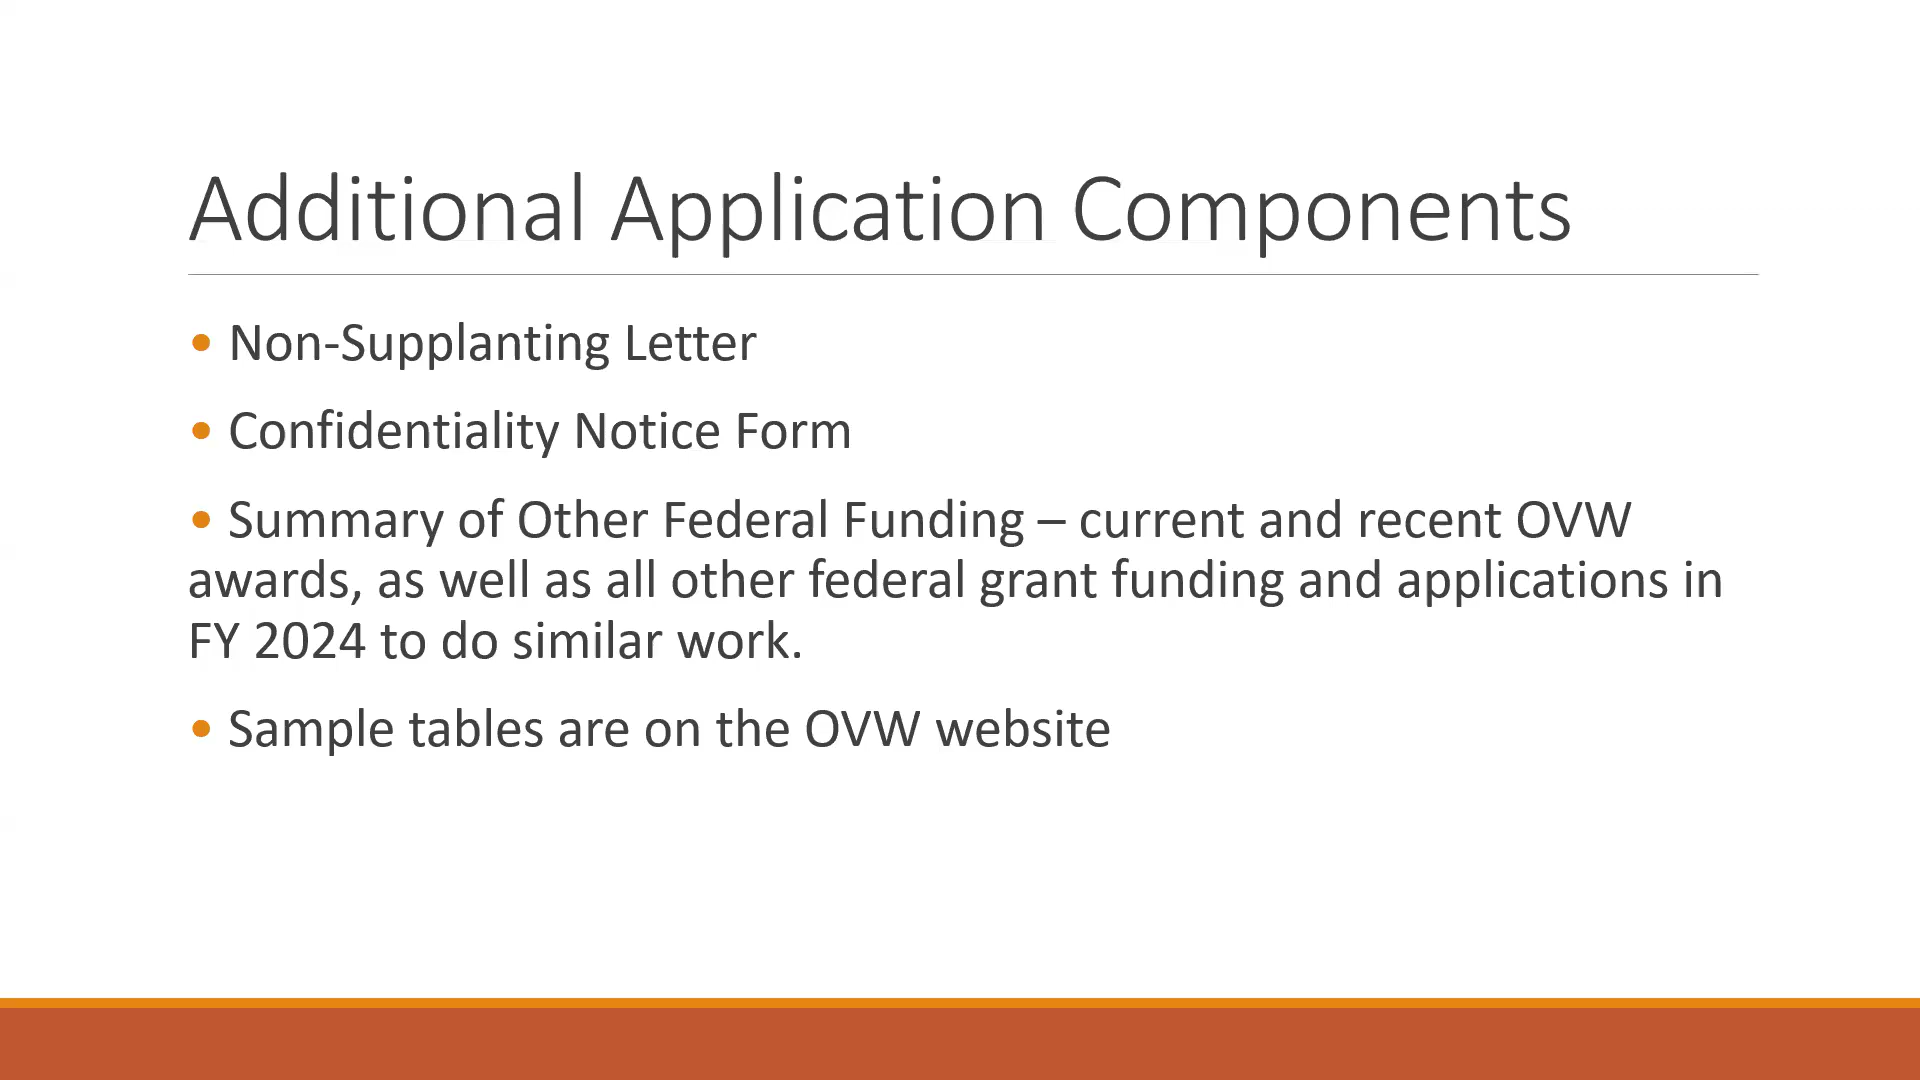 Additional Application Components
• Non-Supplanting Letter
• Confidentiality Notice Form
• Summary of Other Federal Funding – current and recent OVW
awards, as well as all other federal grant funding and applications in
FY 2024 to do similar work.
• Sample tables are on the OVW website